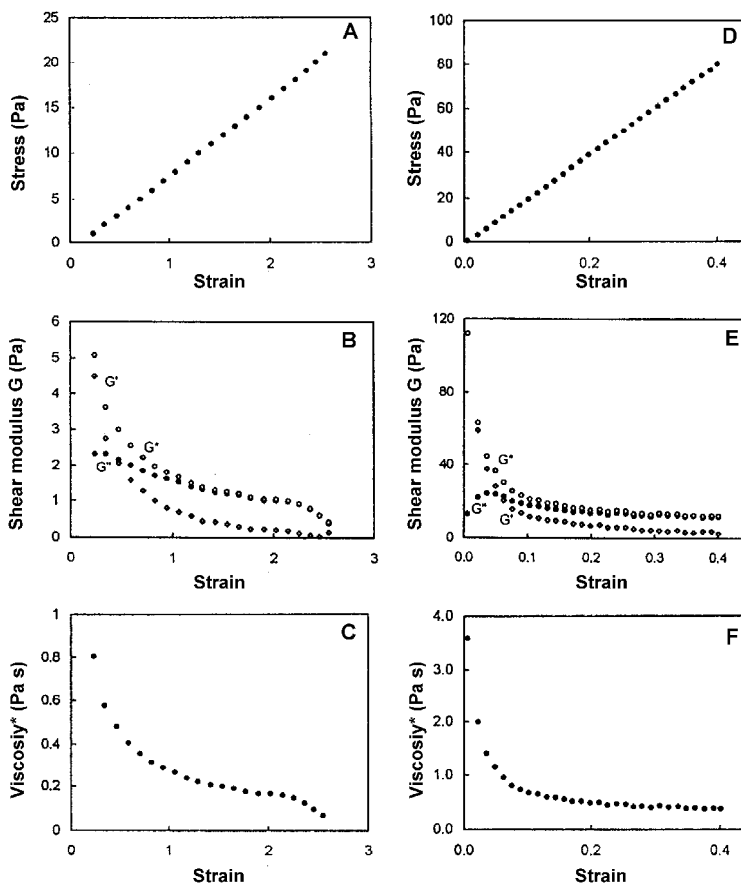 A
Stress (Pa)
25
20
15
10
5
0
0 1 2 3
Strain
D
Stress (Pa)
100
80
60
40
20
0
0.0 0.2 0.4
Strain
B
Shear modulus G (Pa)
6
5
4
3
2
1
0
G'
G*
G"
0 1 2 3
Strain
E
Shear modulus G (Pa)
120
80
40
0
G*
G"
G'
0.0 0.1 0.2 0.3 0.4
Strain
C
Viscosiy* (Pa s)
1
0.8
0.6
0.4
0.2
0
0 1 2 3
Strain
F
Viscosiy* (Pa s)
4.0
3.0
2.0
1.0
0.0
0.0 0.2 0.4
Strain